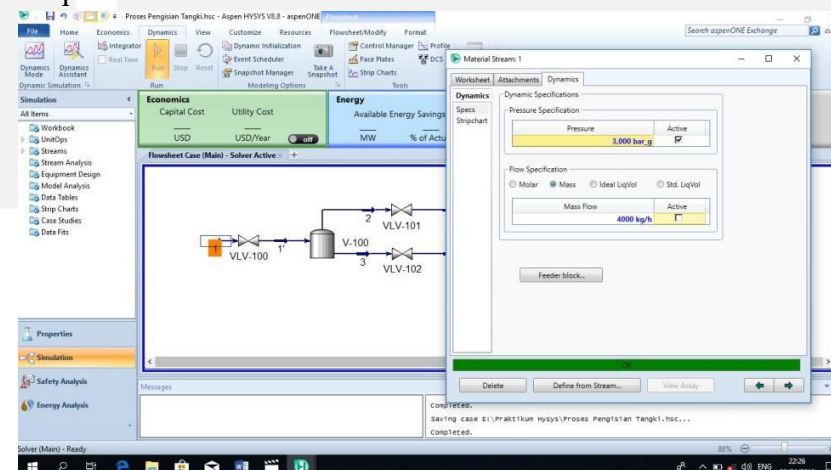 Proses Pengisian Tangki.hsc - Aspen HYSYS V8.8 - aspenONE
Flowsheet
File Home Economics Dynamics View Customize Resources Flowsheet/Modify Format
Search aspenONE Exchange
Dynamics Mode
Dynamics Assistant
Dynamic Simulation
Integrator
Real Time
Run Stop Reset
Run
Dynamic Initialization
Event Scheduler
Snapshot Manager
Take A Snapshot
Modeling Options
Control Manager
Face Plates
Strip Charts
Profile
DCS
Tools
Simulation
All Items
Workbook
UnitOps
Streams
Stream Analysis
Equipment Design
Model Analysis
Data Tables
Strip Charts
Case Studies
Data Fits
Properties
Simulation
Safety Analysis
Energy Analysis
Economics
Capital Cost Utility Cost
USD USD/Year off
Energy
Available Energy Savings
MW % of Actu
Flowsheet Case (Main) - Solver Active × +
1
VLV-100
1'
V-100
2
VLV-101
3
VLV-102
Material Stream: 1
Worksheet Attachments Dynamics
Dynamics
Specs
Stripchart
Dynamic Specifications
Pressure Specification
Pressure Active
3,000 bar_g
Flow Specification
Molar Mass Ideal LiqVol Std. LiqVol
Mass Flow Active
4000 kg/h
Feeder block...
OK
Delete Define from Stream... View Assay
Messages
Completed.
Saving case E:\Praktikum Hysys\Proses Pengisian Tangki.hsc...
Completed.
Solver (Main) - Ready
88%
ENG 22:26